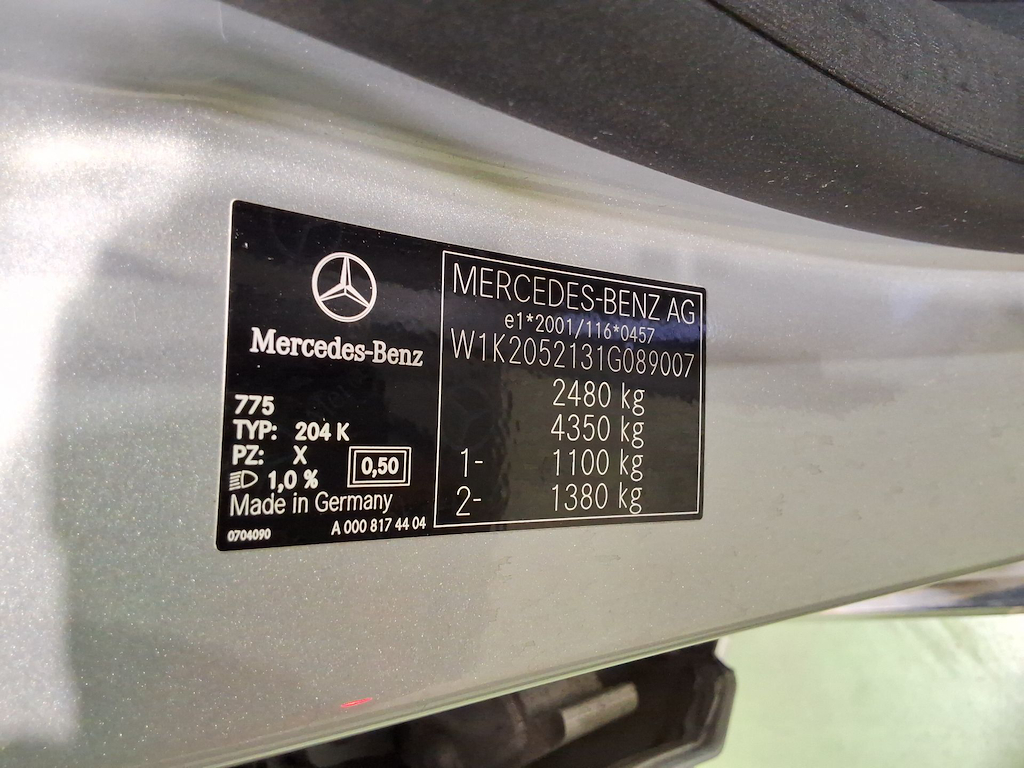 Mercedes-Benz
775
TYP: 204 K
PZ: X
1,0 %
0,50
Made in Germany
0704090
A 000 817 44 04
MERCEDES-BENZ AG
e1*2001/116*0457
W1K2052131G089007
2480 kg
4350 kg
1- 1100 kg
2- 1380 kg